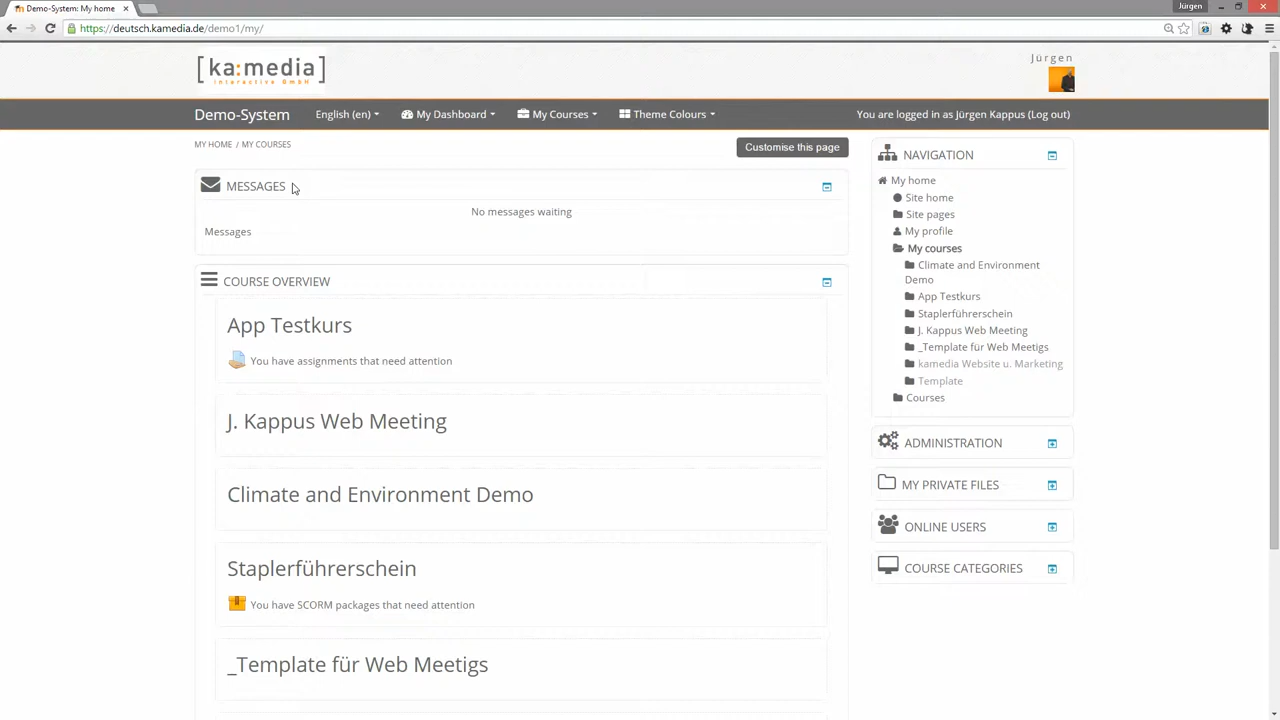 Demo-System: My home
Jürgen
https://deutsch.kamedia.de/demo1/my/
[ka:media]
interactive GmbH
Jürgen
Demo-System English (en) My Dashboard My Courses Theme Colours You are logged in as Jürgen Kappus (Log out)
MY HOME / MY COURSES
Customise this page
MESSAGES
No messages waiting
Messages
COURSE OVERVIEW
App Testkurs
You have assignments that need attention
J. Kappus Web Meeting
Climate and Environment Demo
Staplerführerschein
You have SCORM packages that need attention
_Template für Web Meetigs
NAVIGATION
My home
Site home
Site pages
My profile
My courses
Climate and Environment
Demo
App Testkurs
Staplerführerschein
J. Kappus Web Meeting
_Template für Web Meetigs
kamedia Website u. Marketing
Template
Courses
ADMINISTRATION
MY PRIVATE FILES
ONLINE USERS
COURSE CATEGORIES